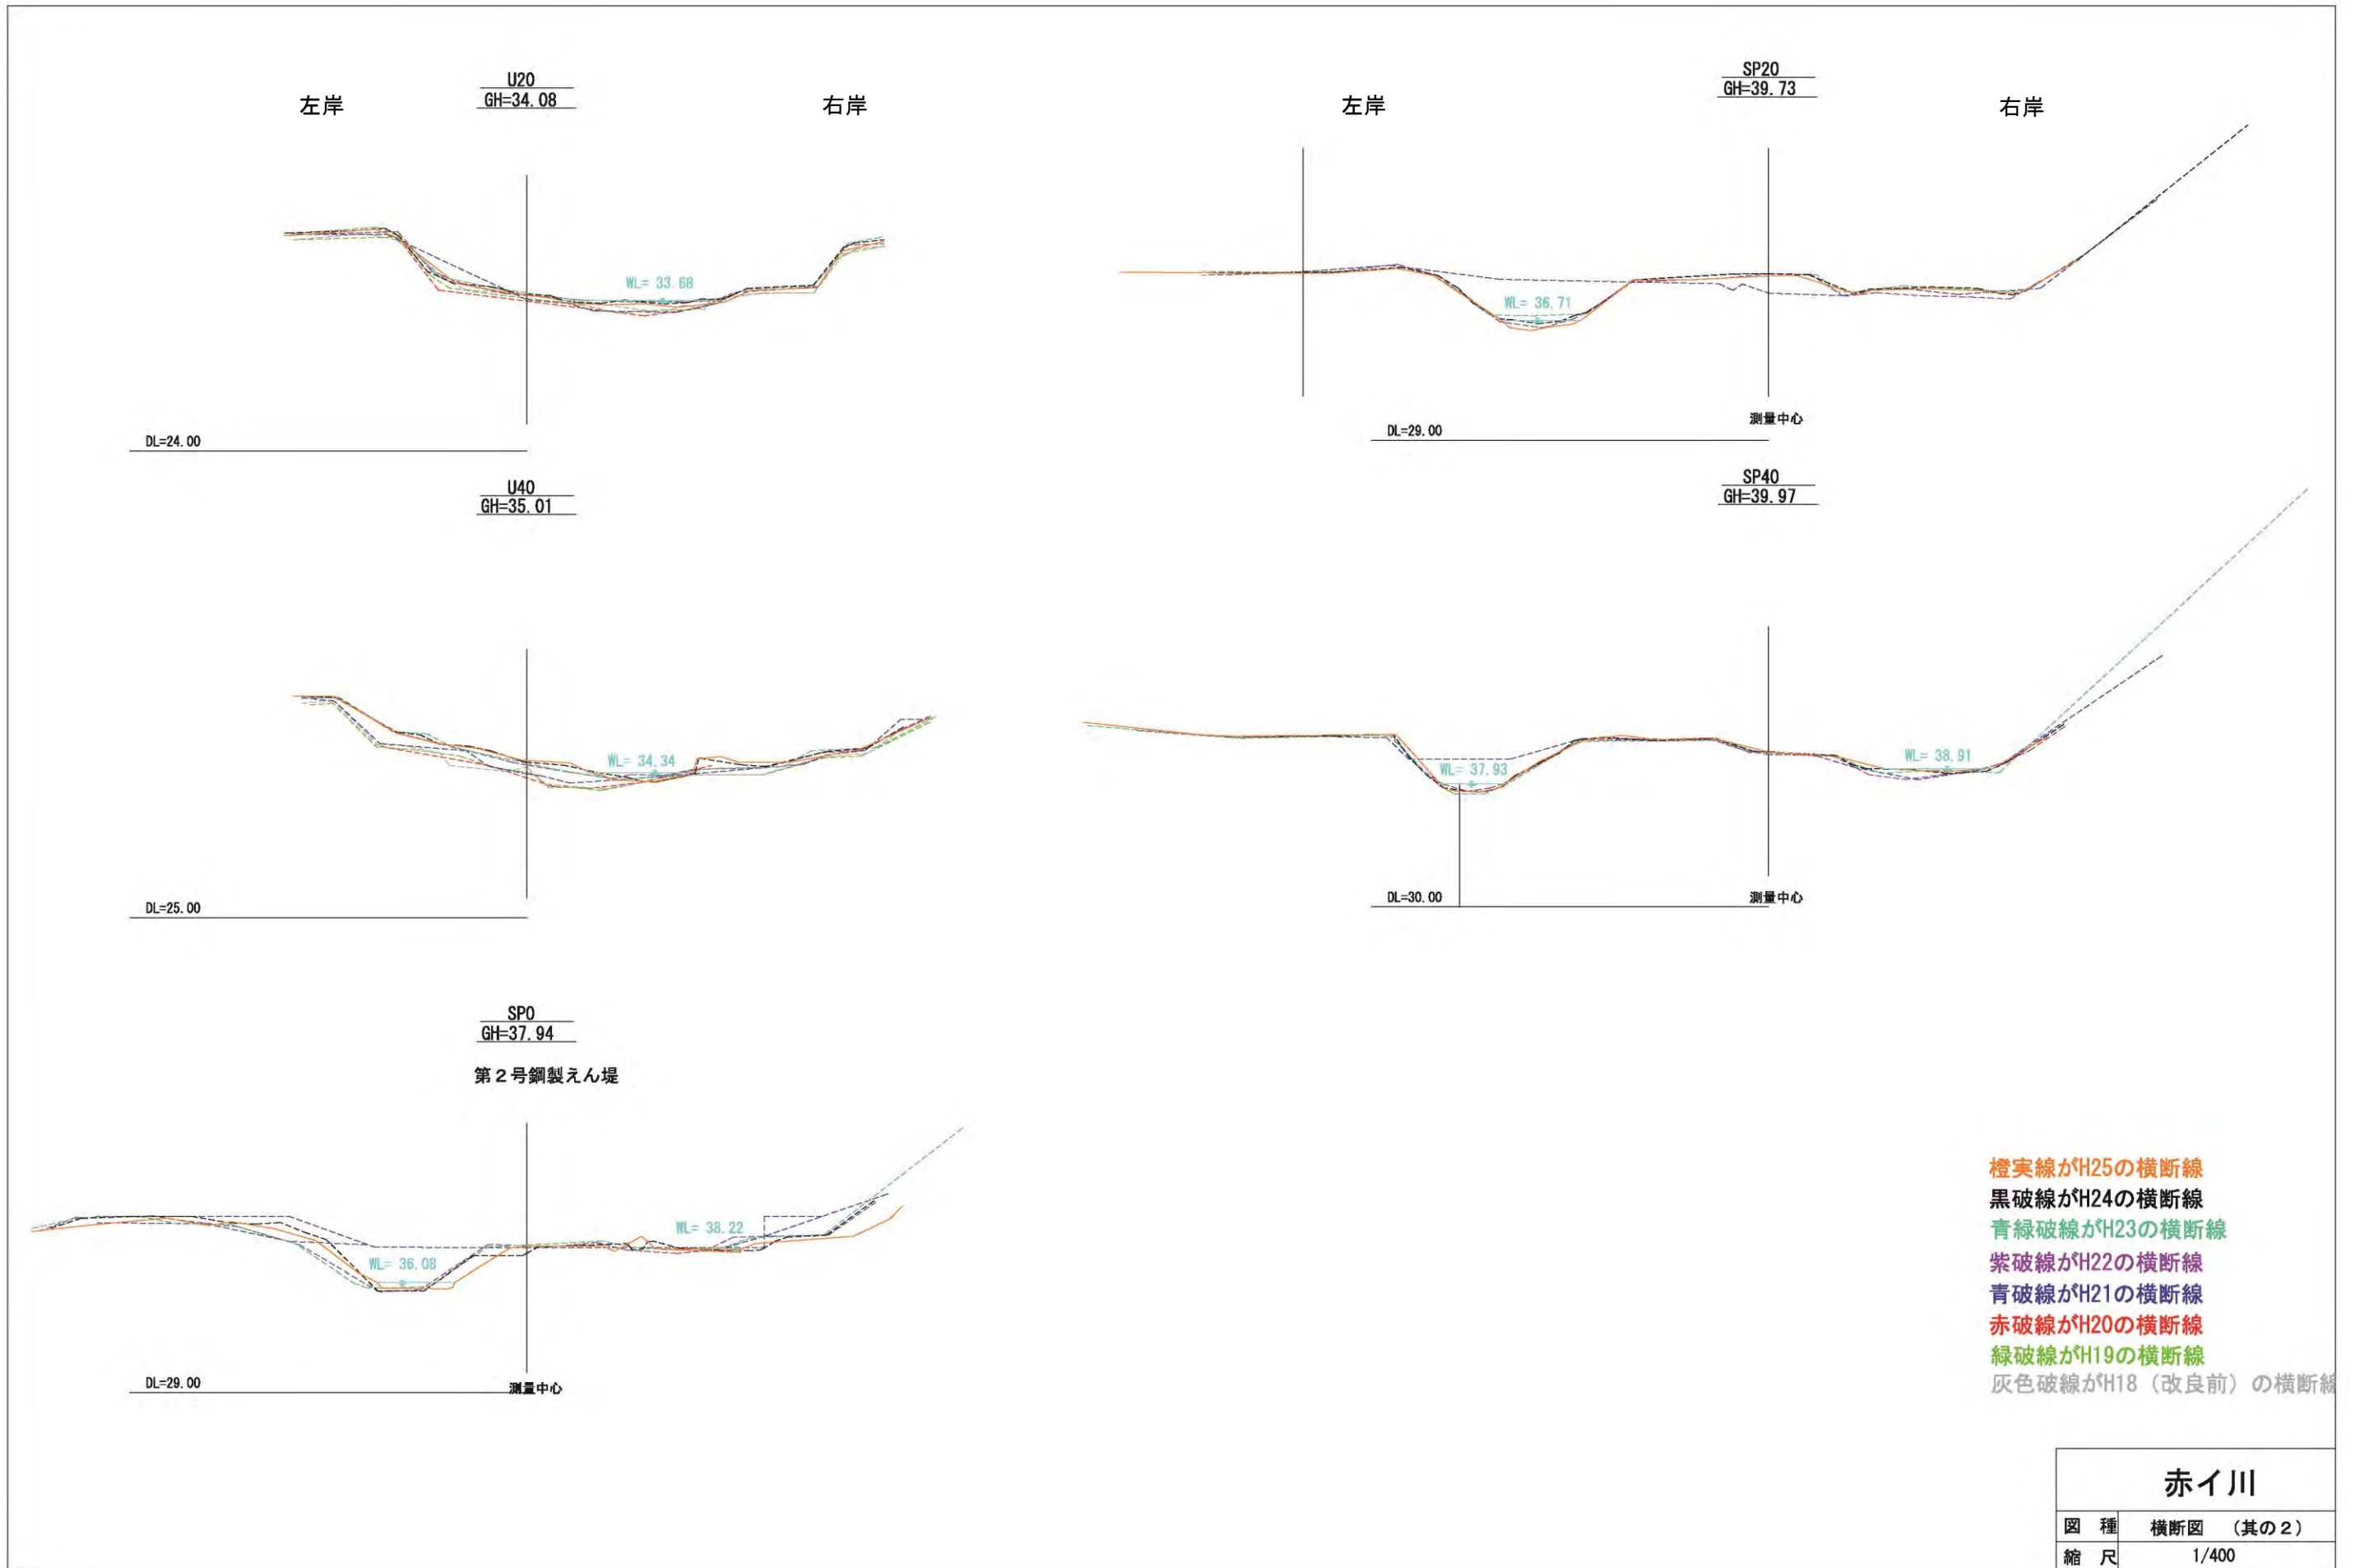 U20
GH=34.08
左岸
右岸
WL= 33.68
DL=24.00
U40
GH=35.01
WL= 34.34
DL=25.00
SP0
GH=37.94
第２号鋼製えん堤
WL= 38.22
WL= 36.08
DL=29.00
測量中心
SP20
GH=39.73
左岸
右岸
WL= 36.71
測量中心
DL=29.00
SP40
GH=39.97
WL= 37.93
WL= 38.91
DL=30.00
測量中心
橙実線がH25の横断線
黒破線がH24の横断線
青緑破線がH23の横断線
紫破線がH22の横断線
青破線がH21の横断線
赤破線がH20の横断線
緑破線がH19の横断線
灰色破線がH18（改良前）の横断線
赤イ川
図 種 横断図 （其の２）
縮 尺 1/400